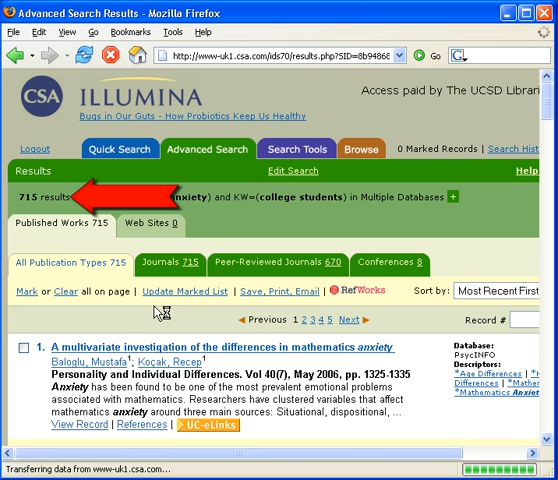 Advanced Search Results - Mozilla Firefox
File Edit View Go Bookmarks Tools Help
http://www-uk1.csa.com/ids70/results.php?SID=8b94868 Go G
CSA ILLUMINA
Access paid by The UCSD Librari
Bugs in Our Guts - How Probiotics Keep Us Healthy
Logout Quick Search Advanced Search Search Tools Browse 0 Marked Records | Search Hist
Results Edit Search Help
715 results nxiety) and KW=(college students) in Multiple Databases +
Published Works 715 Web Sites 0
All Publication Types 715 Journals 715 Peer-Reviewed Journals 670 Conferences 8
Mark or Clear all on page | Update Marked List | Save, Print, Email | RefWorks Sort by: Most Recent First
Previous 1 2 3 4 5 Next Record #
1. A multivariate investigation of the differences in mathematics anxiety
Baloglu, Mustafa1; Koçak, Recep1
Personality and Individual Differences. Vol 40(7), May 2006, pp. 1325-1335
Anxiety has been found to be one of the most prevalent emotional problems
associated with mathematics. Researchers have clustered variables that affect
mathematics anxiety around three main sources: Situational, dispositional, ...
View Record | References | UC-eLinks
Database:
PsycINFO
Descriptors:
*Age Differences | *H
Differences | *Mather
*Mathematics Anxiet
Transferring data from www-uk1.csa.com...